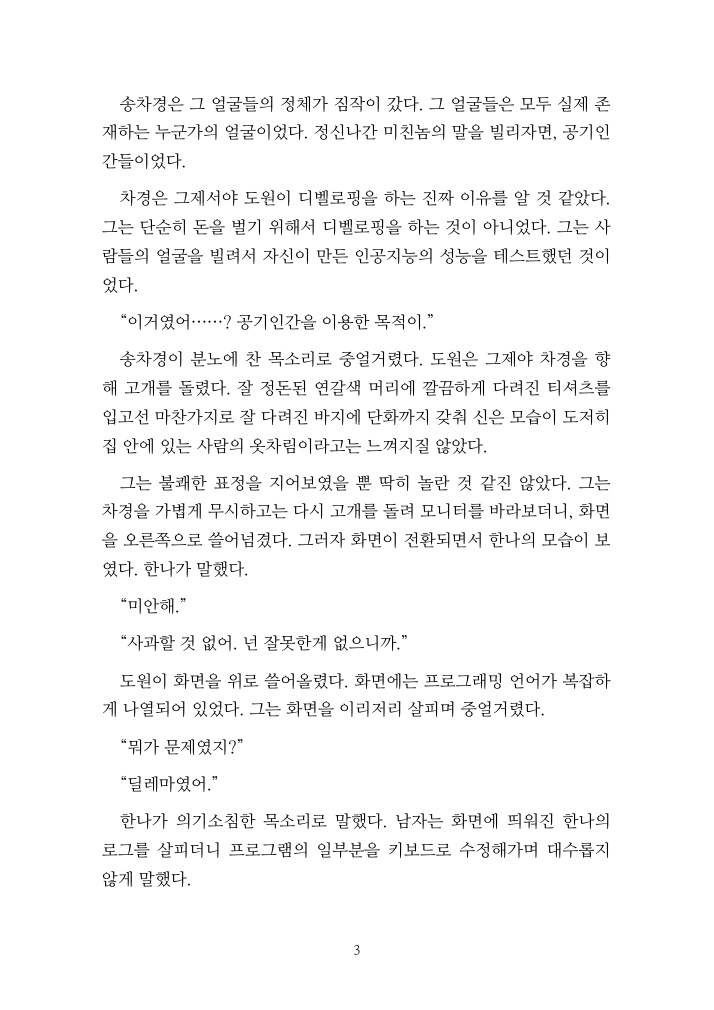 송차경은 그 얼굴들의 정체가 짐작이 갔다. 그 얼굴들은 모두 실제 존
재하는 누군가의 얼굴이었다. 정신나간 미친놈의 말을 빌리자면, 공기인
간들이었다.
차경은 그제서야 도원이 디벨로핑을 하는 진짜 이유를 알 것 같았다.
그는 단순히 돈을 벌기 위해서 디벨로핑을 하는 것이 아니었다. 그는 사
람들의 얼굴을 빌려서 자신이 만든 인공지능의 성능을 테스트했던 것이
었다.
“이거였어……? 공기인간을 이용한 목적이.”
송차경이 분노에 찬 목소리로 중얼거렸다. 도원은 그제야 차경을 향
해 고개를 돌렸다. 잘 정돈된 연갈색 머리에 깔끔하게 다려진 티셔츠를
입고선 마찬가지로 잘 다려진 바지에 단화까지 갖춰 신은 모습이 도저히
집 안에 있는 사람의 옷차림이라고는 느껴지질 않았다.
그는 불쾌한 표정을 지어보였을 뿐 딱히 놀란 것 같진 않았다. 그는
차경을 가볍게 무시하고는 다시 고개를 돌려 모니터를 바라보더니, 화면
을 오른쪽으로 쓸어넘겼다. 그러자 화면이 전환되면서 한나의 모습이 보
였다. 한나가 말했다.
“미안해.”
“사과할 것 없어. 넌 잘못한게 없으니까.”
도원이 화면을 위로 쓸어올렸다. 화면에는 프로그래밍 언어가 복잡하
게 나열되어 있었다. 그는 화면을 이리저리 살피며 중얼거렸다.
“뭐가 문제였지?”
“딜레마였어.”
한나가 의기소침한 목소리로 말했다. 남자는 화면에 띄워진 한나의
로그를 살피더니 프로그램의 일부분을 키보드로 수정해가며 대수롭지
않게 말했다.
3